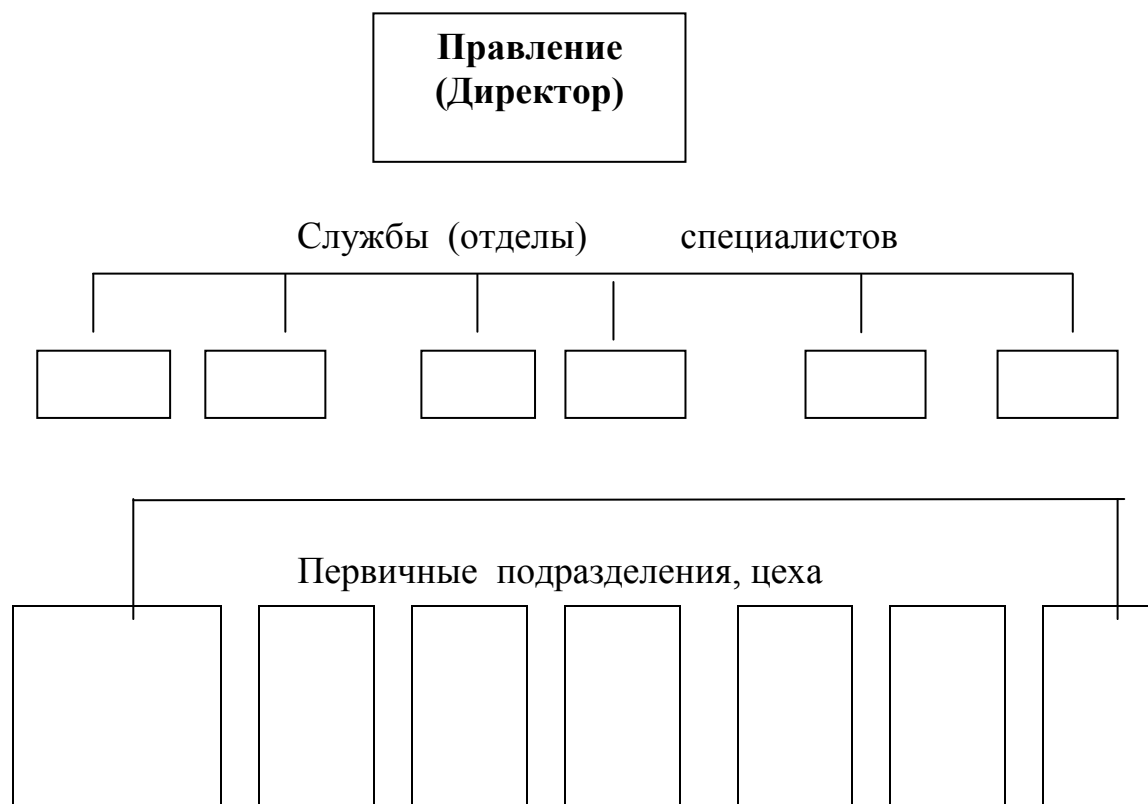 Правление
(Директор)
Службы (отделы) специалистов
Первичные подразделения, цеха